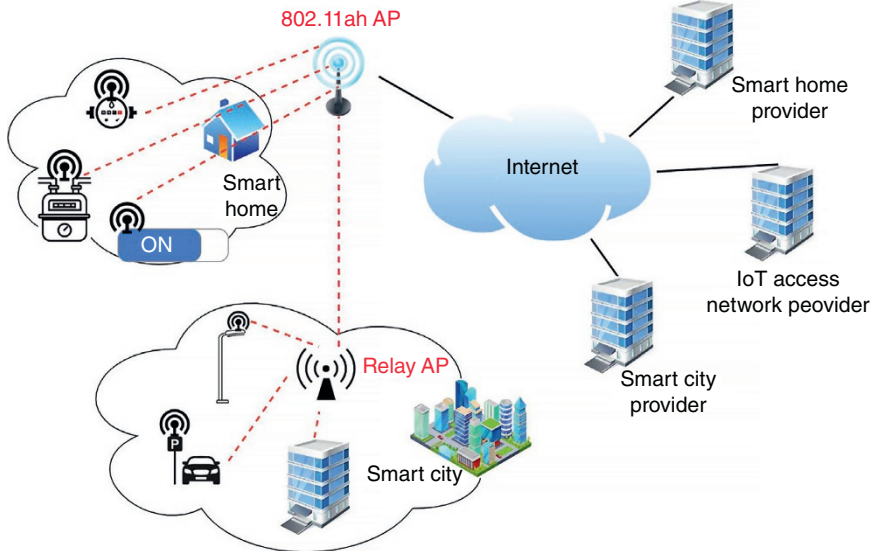 802.11ah AP
Smart home
provider
Internet
Smart
home
ON
IoT access
network peovider
Relay AP
Smart city
provider
P
Smart city